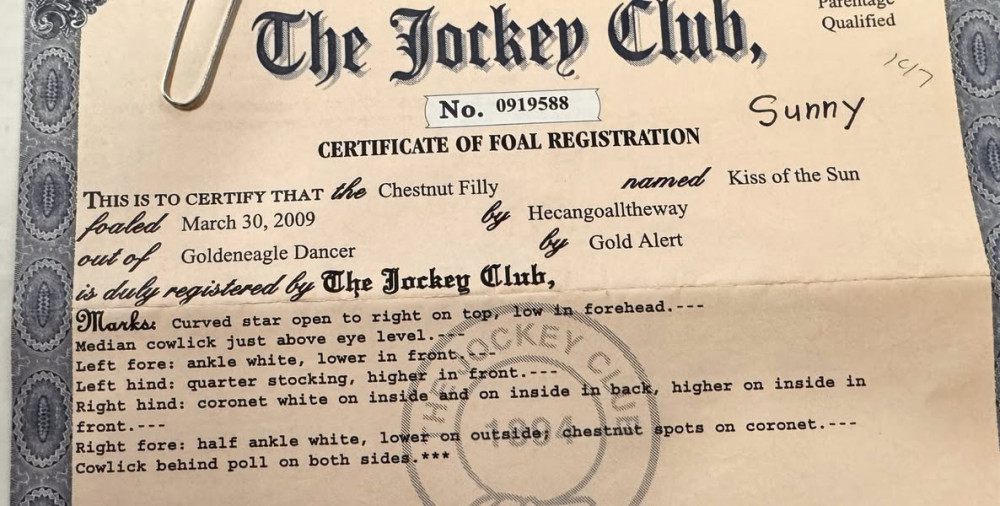 Parentage
Qualified
The Jockey Club,
147
No. 0919588
Sunny
CERTIFICATE OF FOAL REGISTRATION
THIS IS TO CERTIFY THAT the Chestnut Filly named Kiss of the Sun
foaled March 30, 2009 by Hecangoalltheway
out of Goldeneagle Dancer by Gold Alert
is duly registered by The Jockey Club,
Marks: Curved star open to right on top, low in forehead.---
Median cowlick just above eye level.---
Left fore: ankle white, lower in front.---
Left hind: quarter stocking, higher in front.---
Right hind: coronet white on inside and on inside in back, higher on inside in
front.---
Right fore: half ankle white, lower on outside; chestnut spots on coronet.---
Cowlick behind poll on both sides.***
THE JOCKEY CLUB
1894